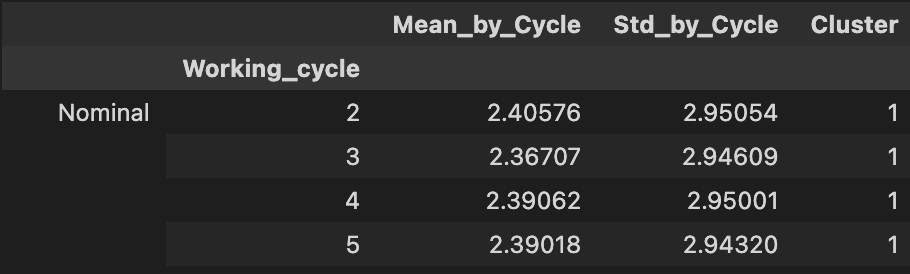 Mean_by_Cycle Std_by_Cycle Cluster
Working_cycle
Nominal 2 2.40576 2.95054 1
3 2.36707 2.94609 1
4 2.39062 2.95001 1
5 2.39018 2.94320 1